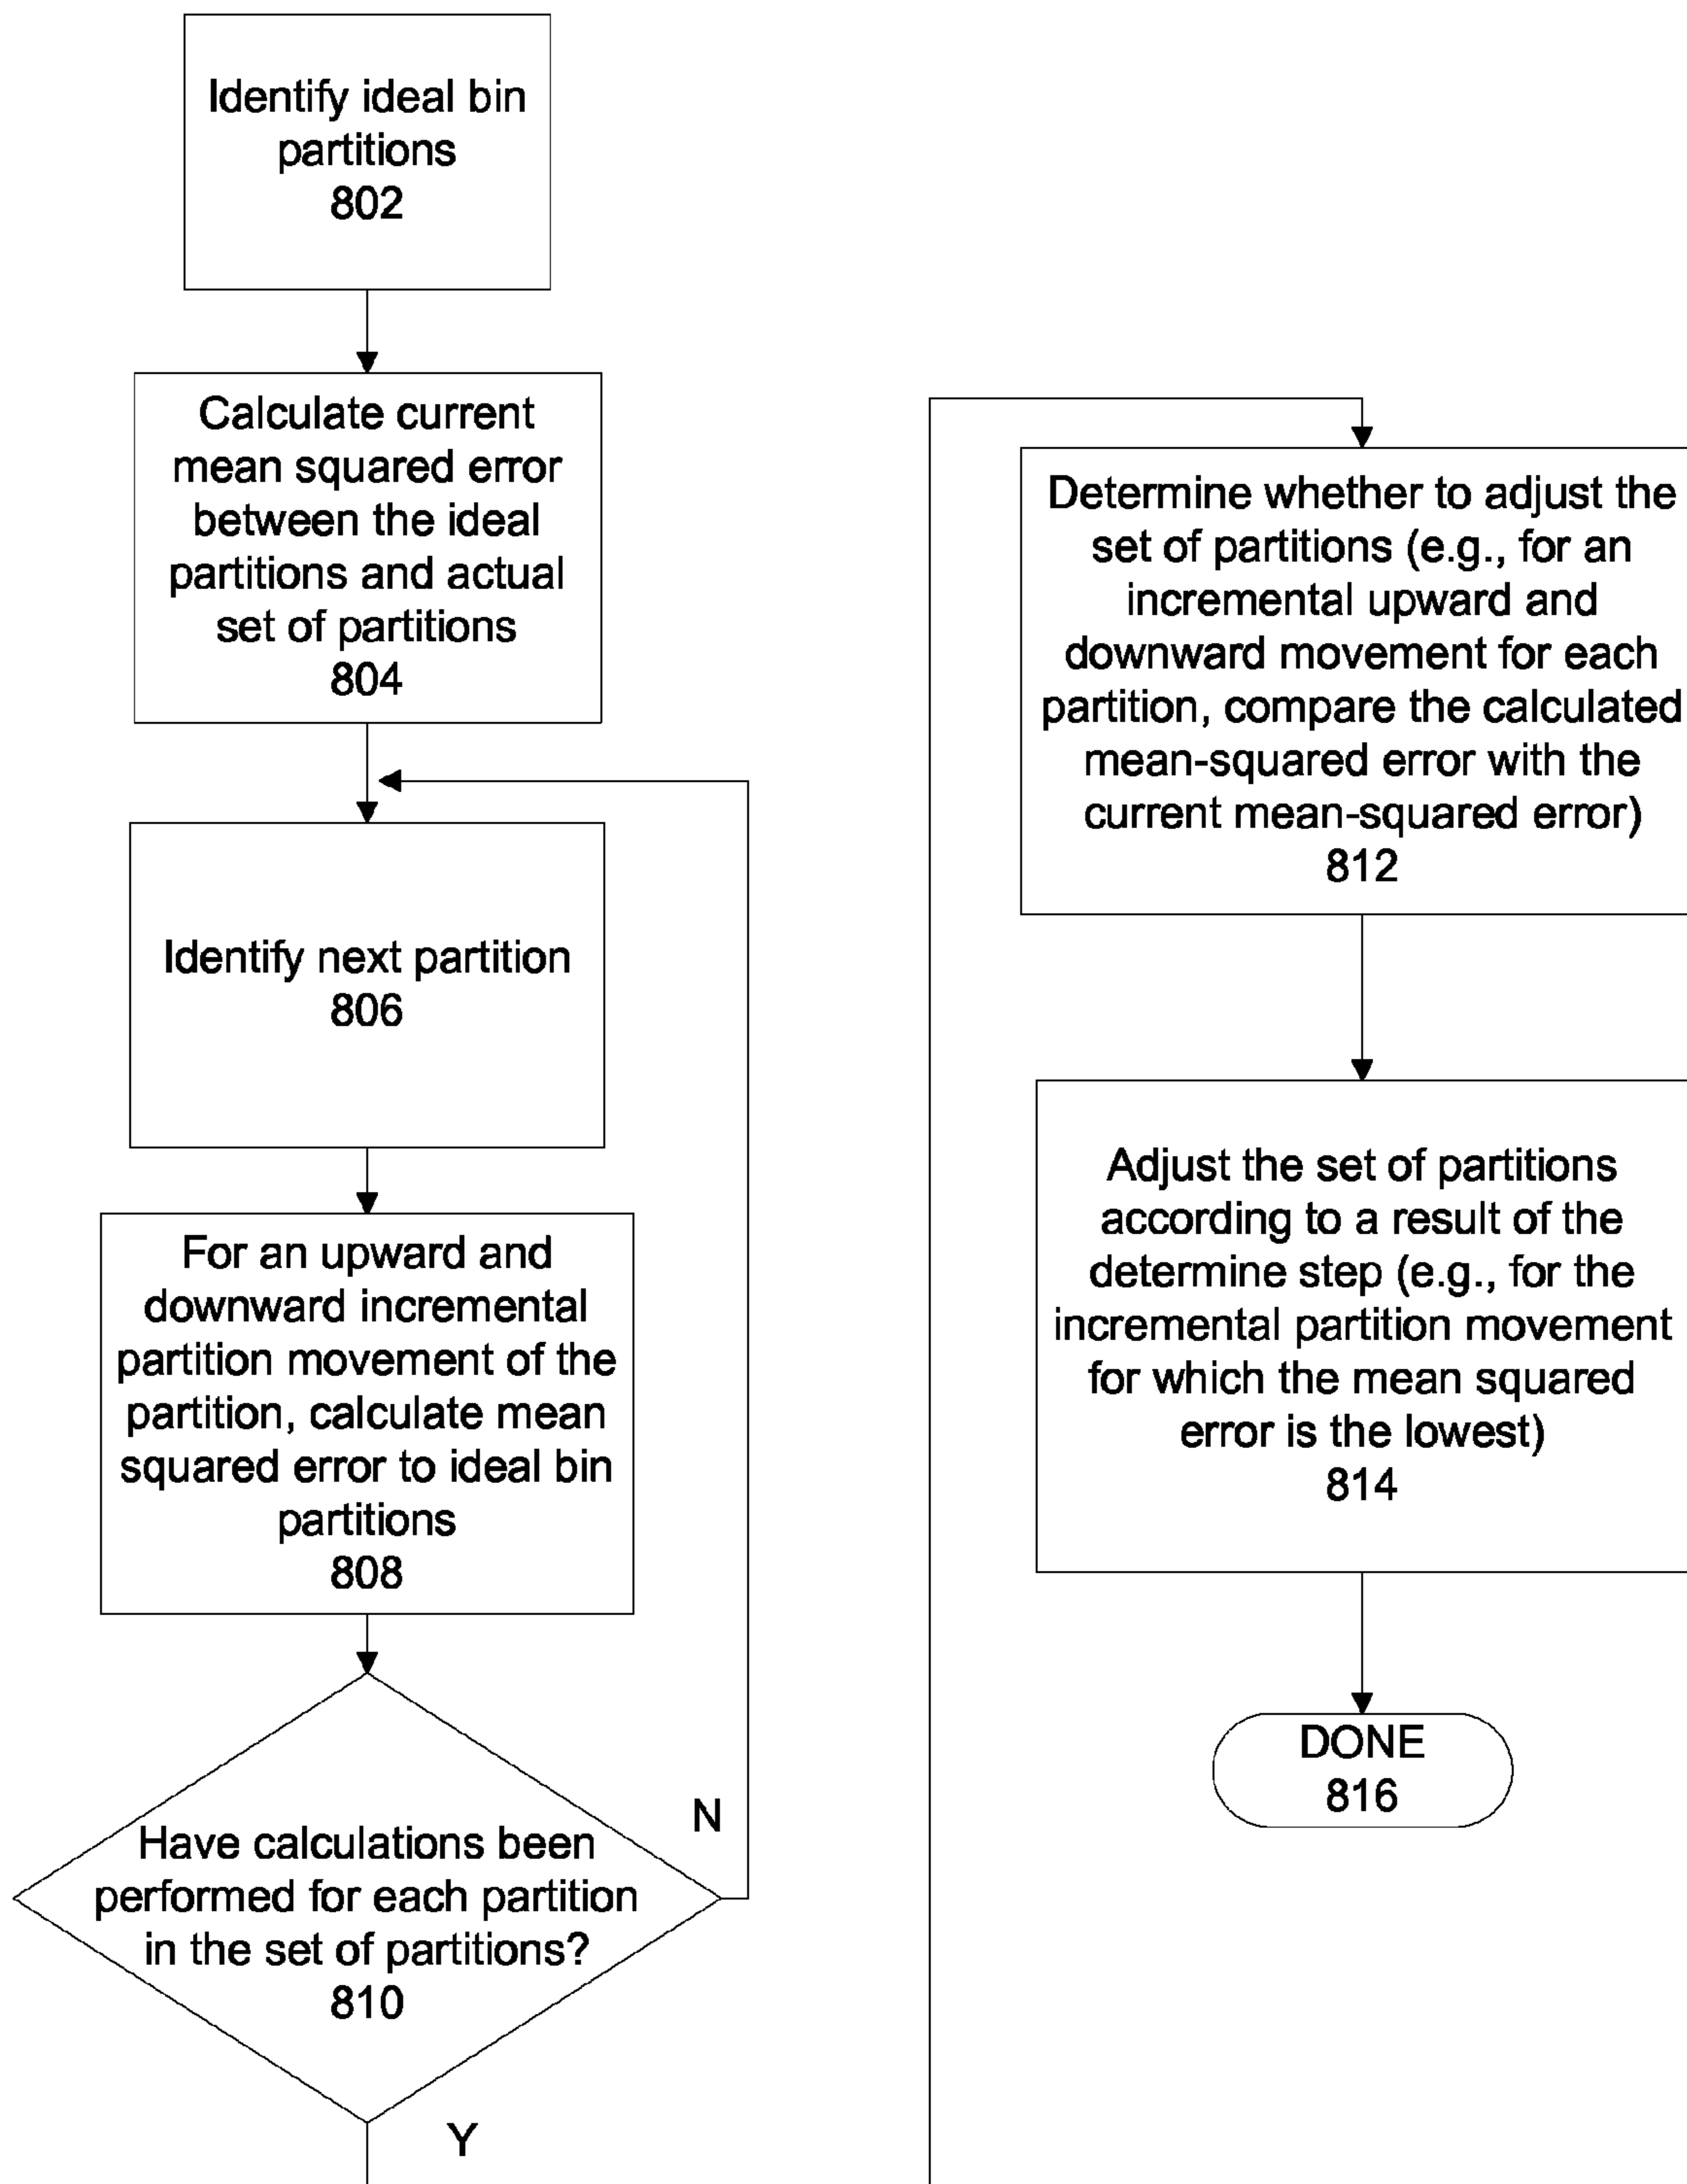 Identify ideal bin
partitions
802
Calculate current
mean squared error
between the ideal
partitions and actual
set of partitions
804
Identify next partition
806
For an upward and
downward incremental
partition movement of the
partition, calculate mean
squared error to ideal bin
partitions
808
N
Have calculations been
performed for each partition
in the set of partitions?
810
Y
Determine whether to adjust the
set of partitions (e.g., for an
incremental upward and
downward movement for each
partition, compare the calculated
mean-squared error with the
current mean-squared error)
812
Adjust the set of partitions
according to a result of the
determine step (e.g., for the
incremental partition movement
for which the mean squared
error is the lowest)
814
DONE
816